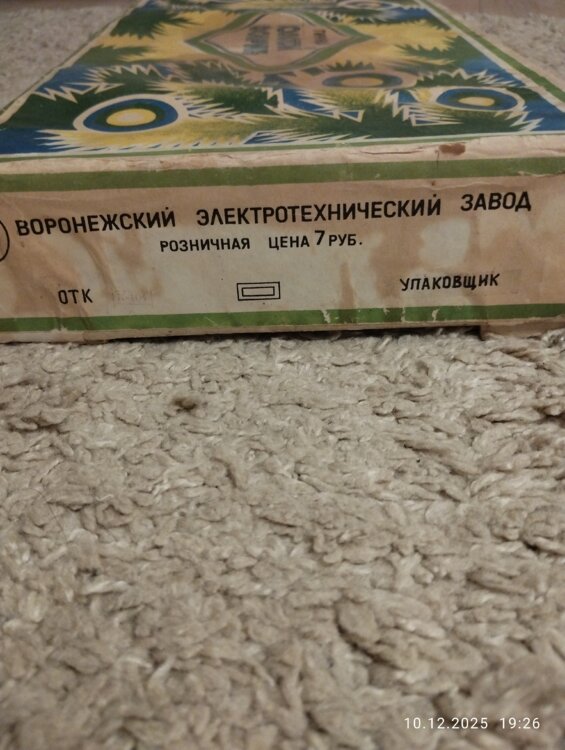 ВОРОНЕЖСКИЙ ЭЛЕКТРОТЕХНИЧЕСКИЙ ЗАВОД
РОЗНИЧНАЯ ЦЕНА 7 РУБ.
ОТК
УПАКОВЩИК
10.12.2025 19:26